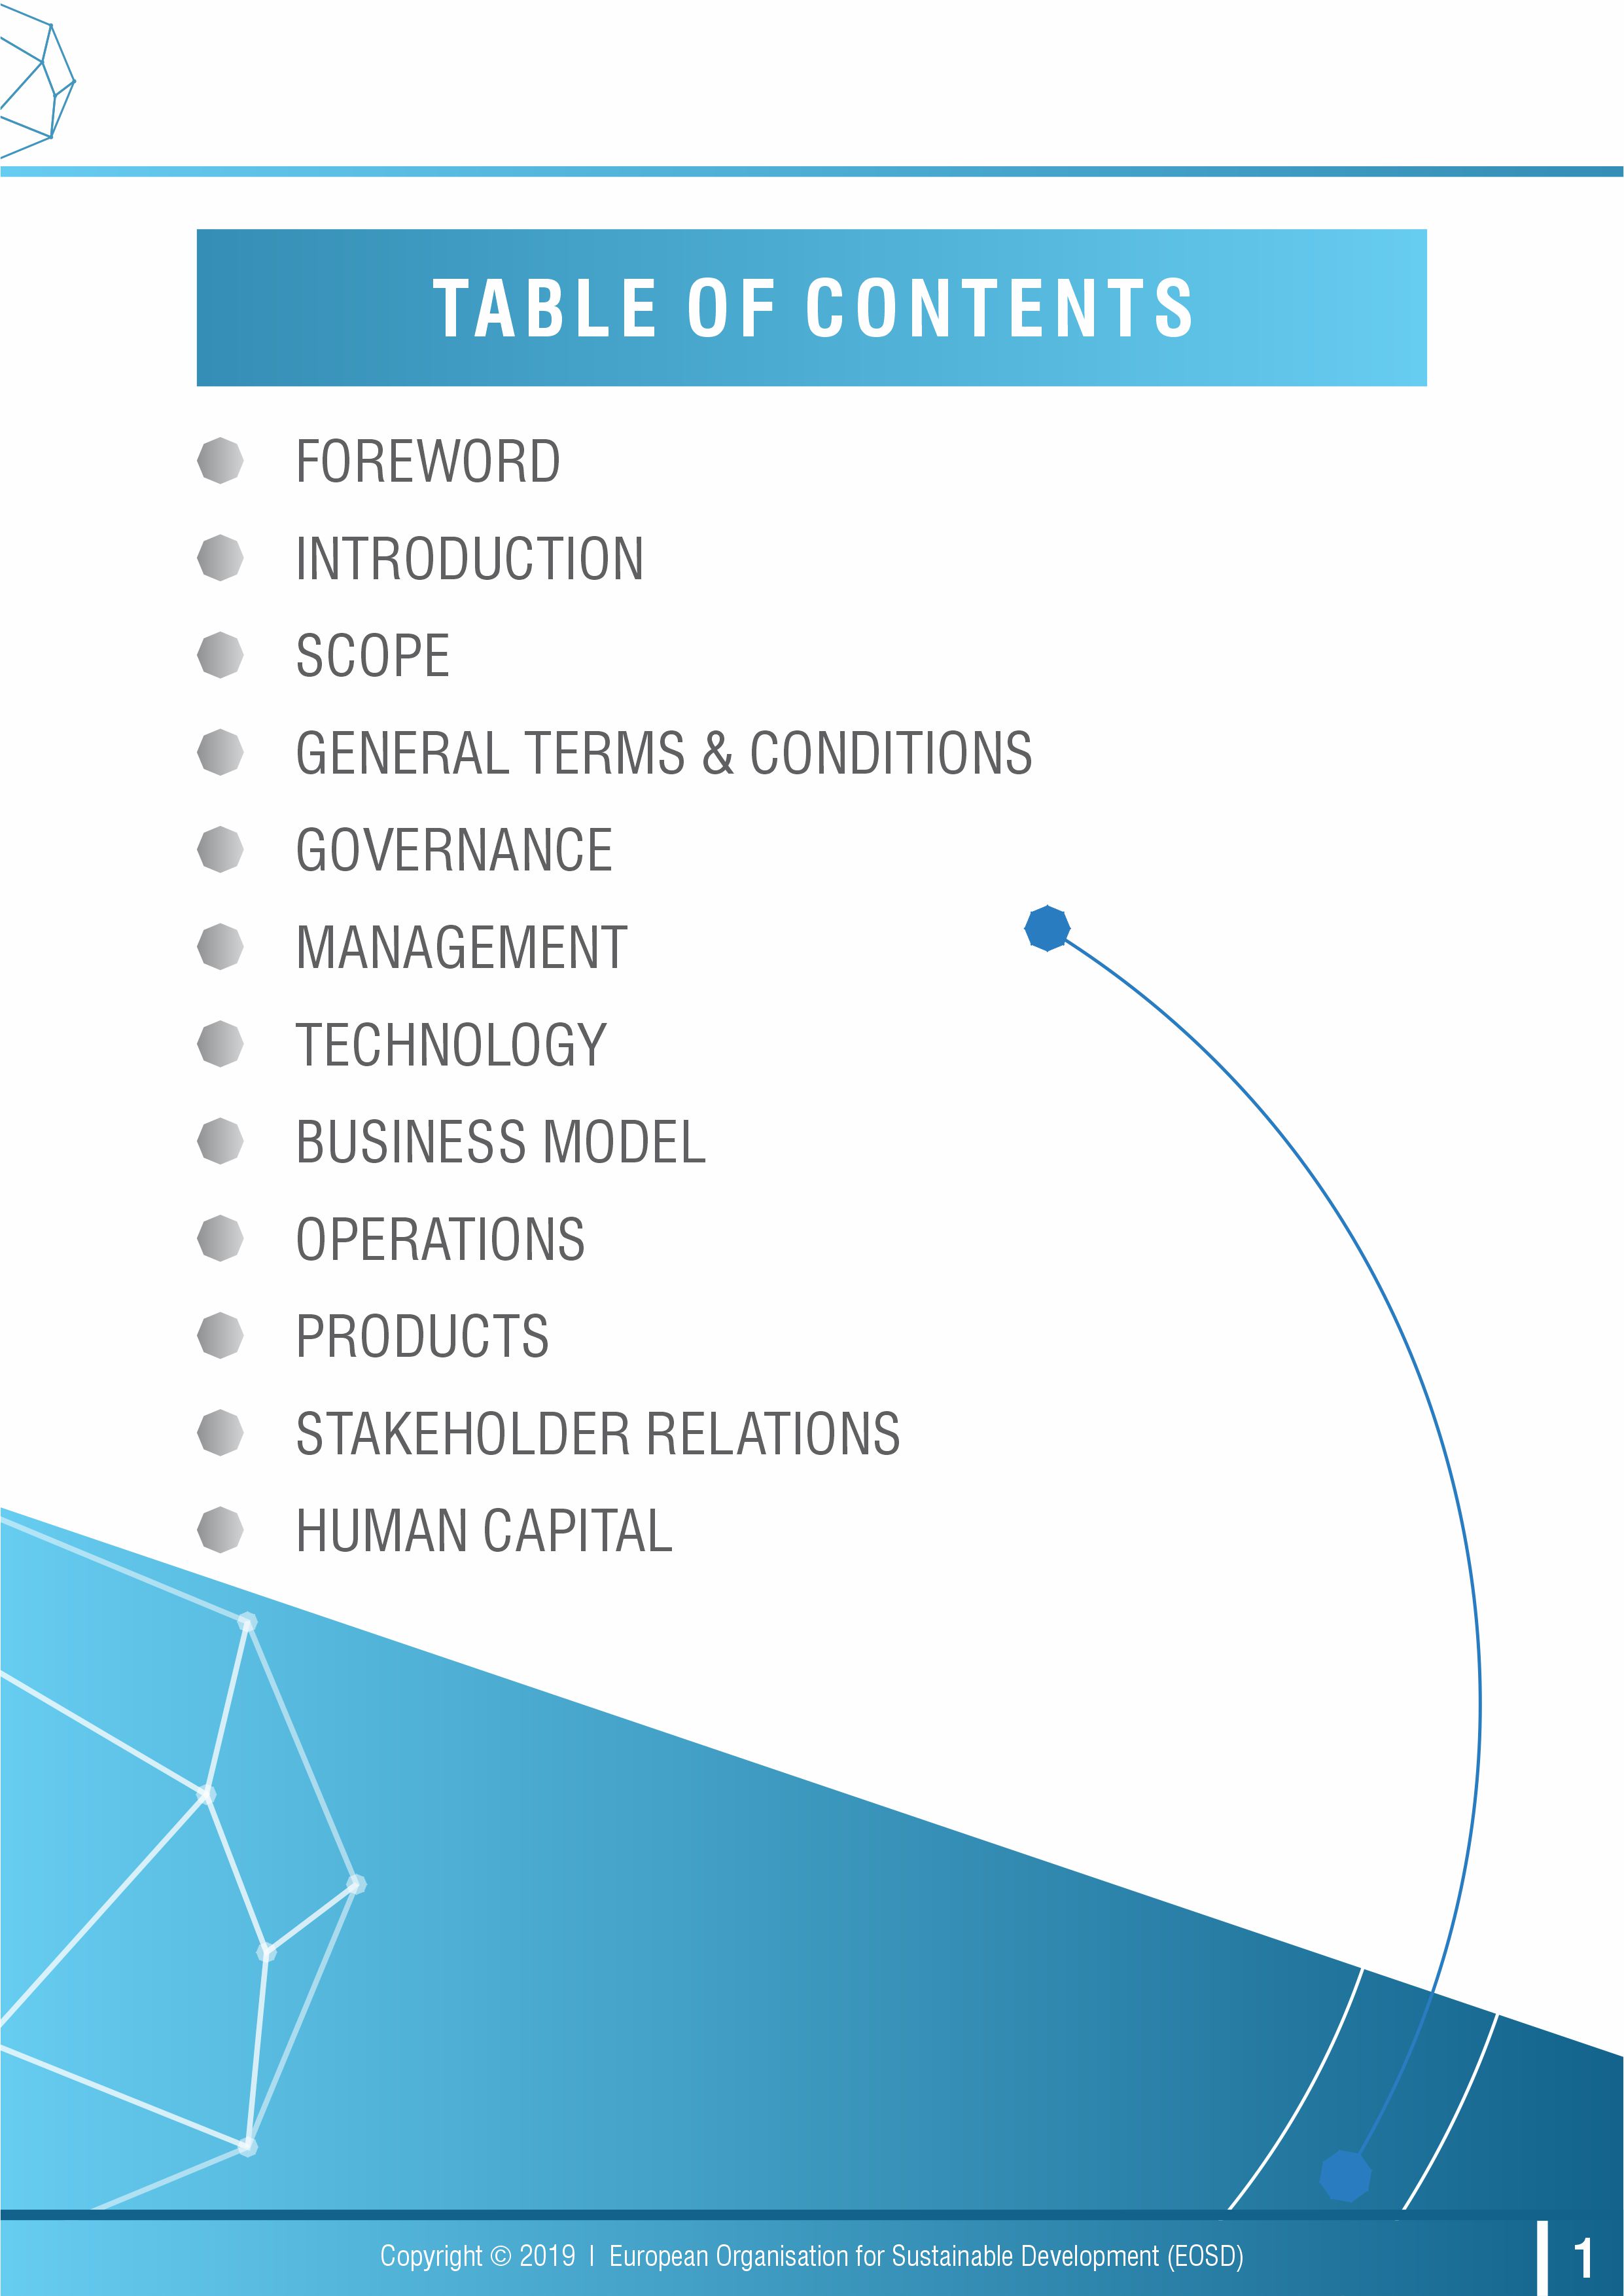 TABLE OF CONTENTS
FOREWORD
INTRODUCTION
SCOPE
GENERAL TERMS & CONDITIONS
GOVERNANCE
MANAGEMENT
TECHNOLOGY
BUSINESS MODEL
OPERATIONS
PRODUCTS
STAKEHOLDER RELATIONS
HUMAN CAPITAL
Copyright © 2019 | European Organisation for Sustainable Development (EOSD)
1